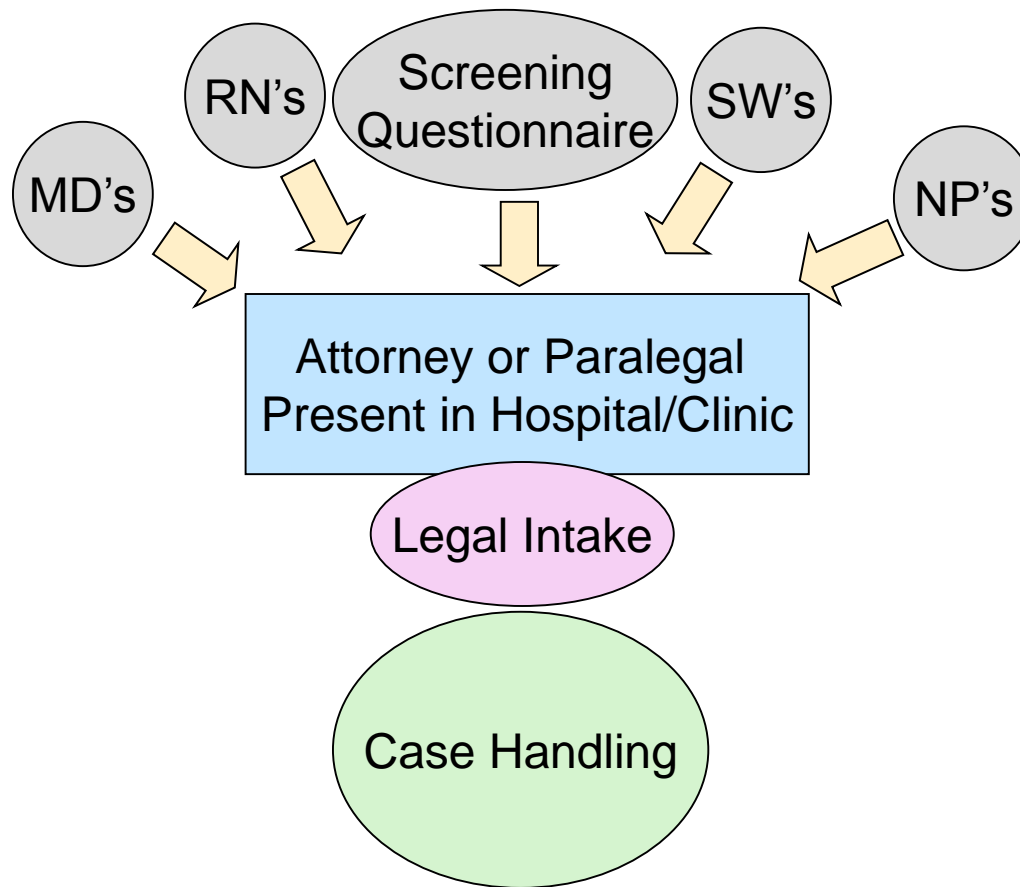 MD’s
RN’s
Screening
Questionnaire
SW’s
NP’s
Attorney or Paralegal
Present in Hospital/Clinic
Legal Intake
Case Handling